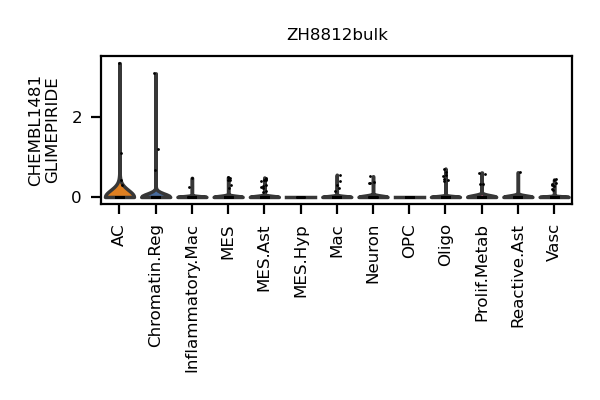 ZH8812bulk
CHEMBL1481
GLIMEPIRIDE
2
0
AC
Chromatin.Reg
Inflammatory.Mac
MES
MES.Ast
MES.Hyp
Mac
Neuron
OPC
Oligo
Prolif.Metab
Reactive.Ast
Vasc